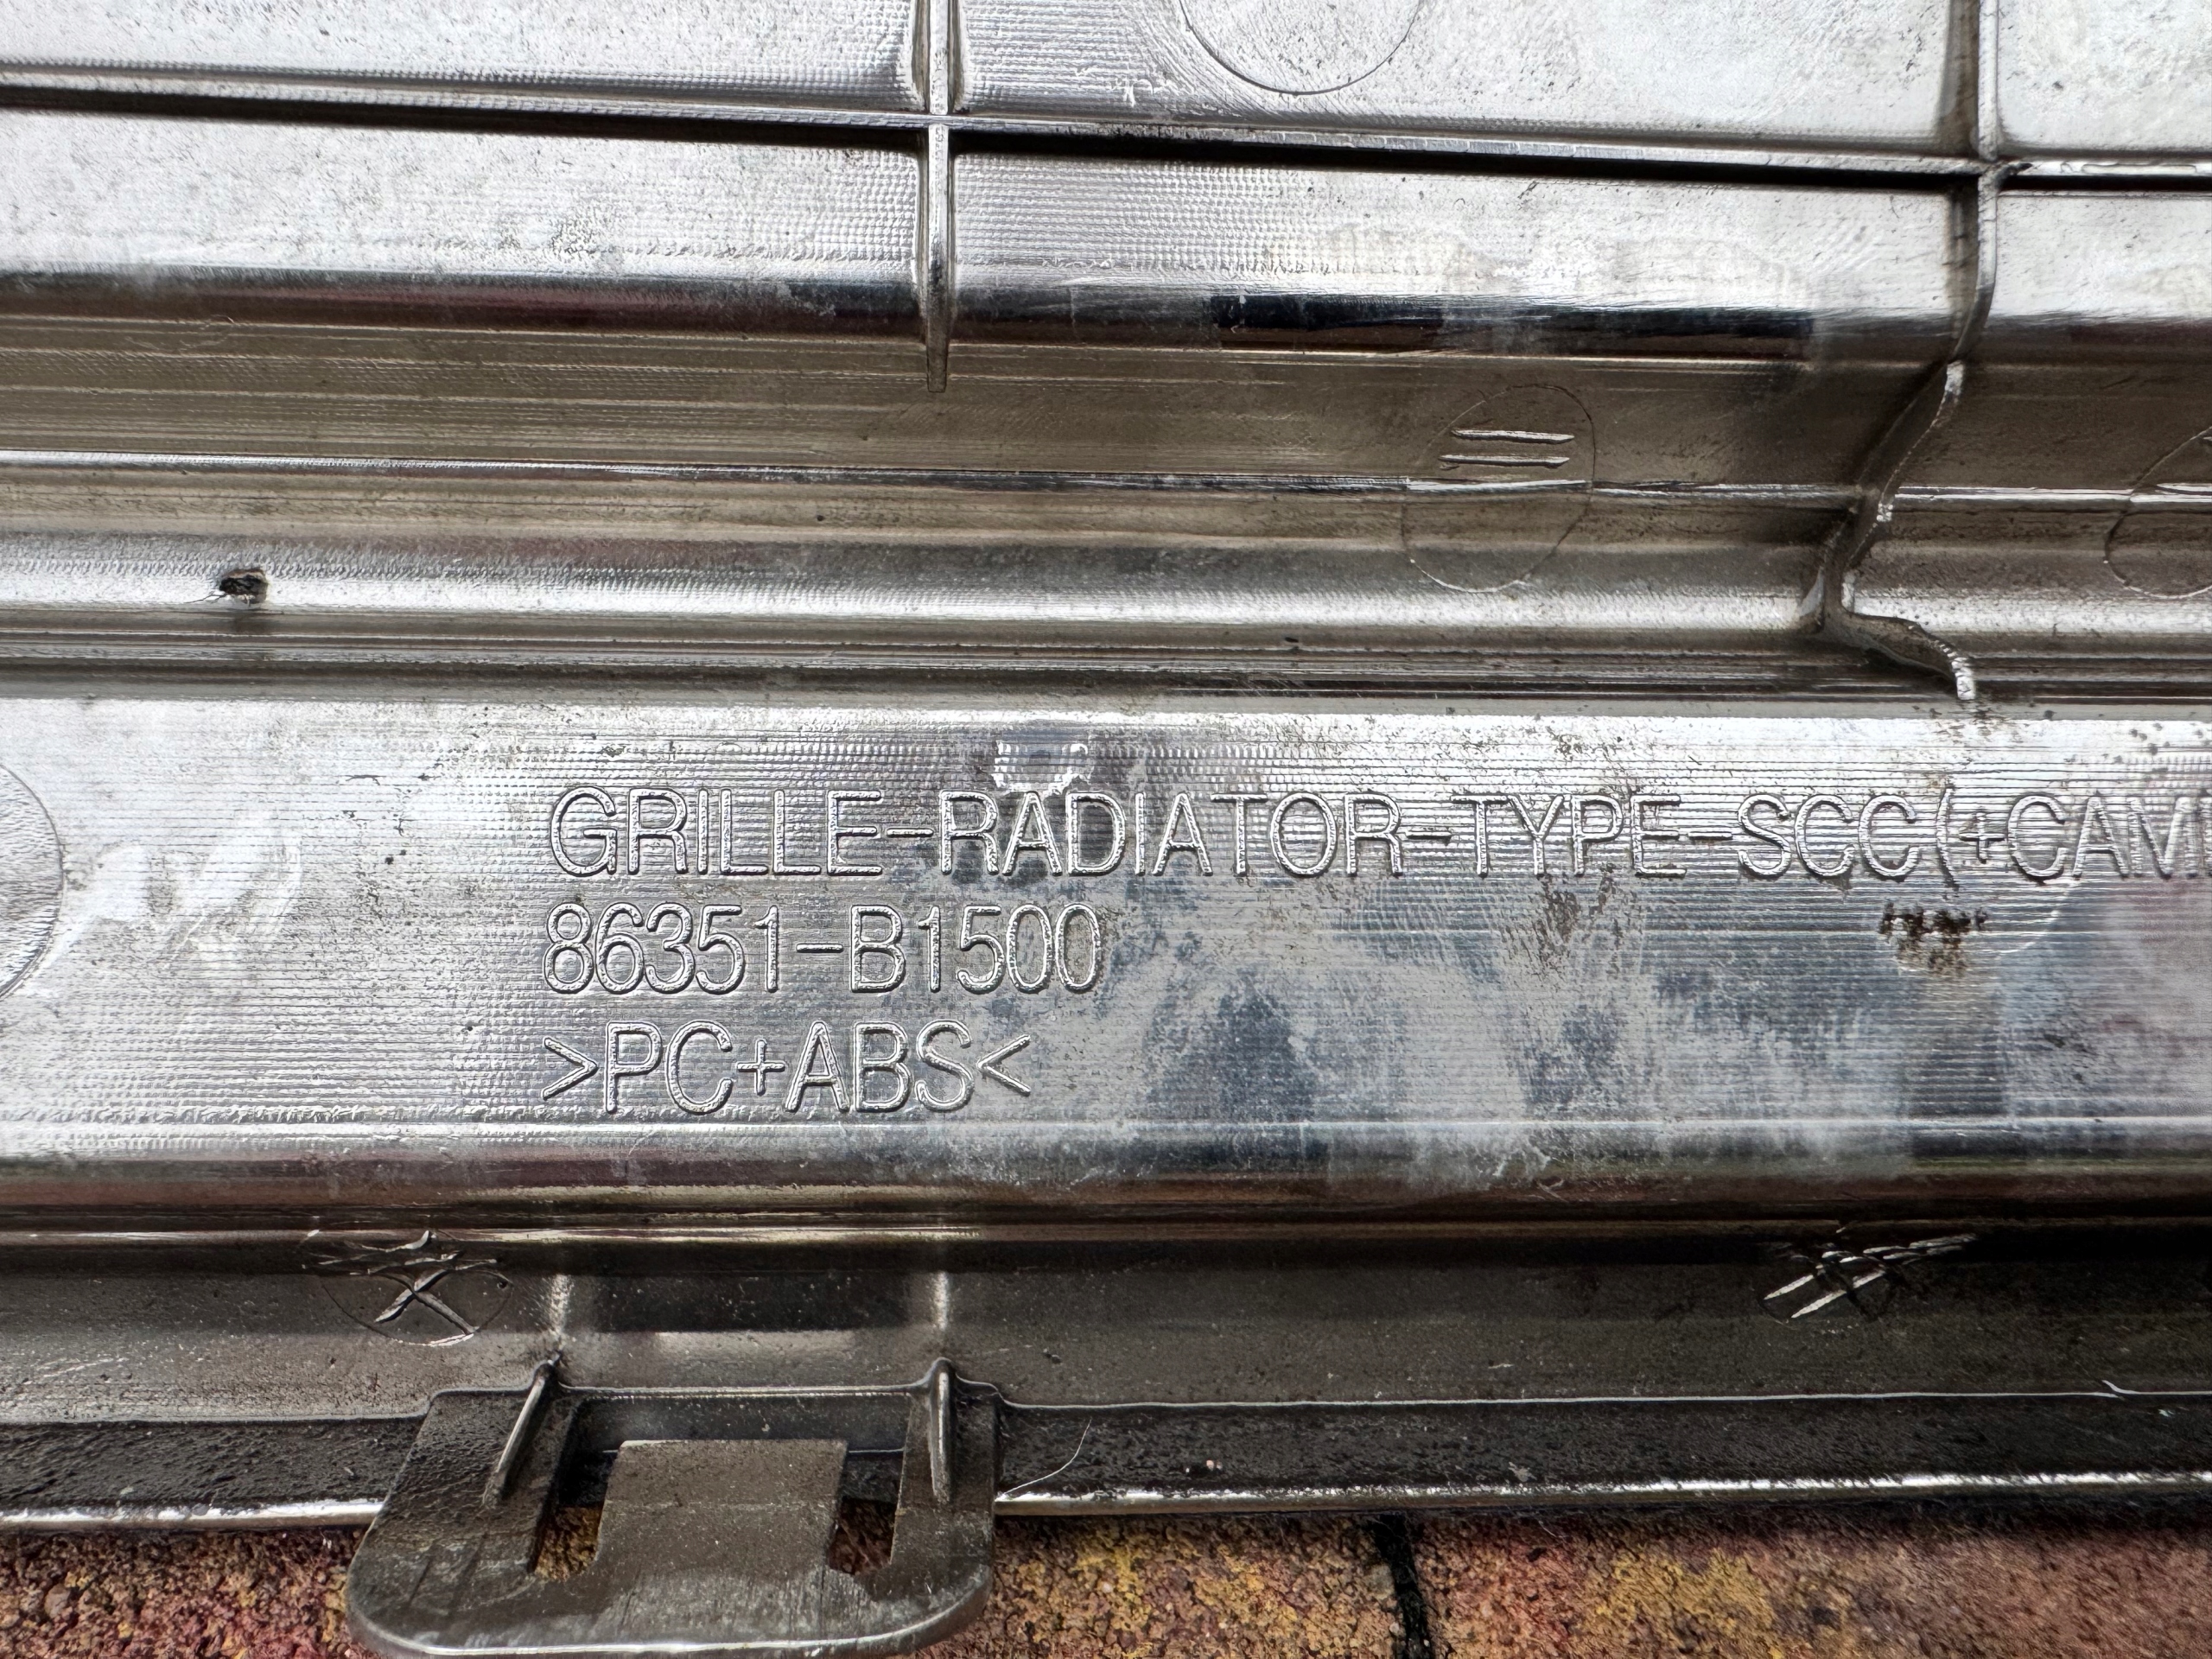 GRILLE-RADIATOR-TYPE-SCC(+CAM
86351-B1500
>PC+ABS<